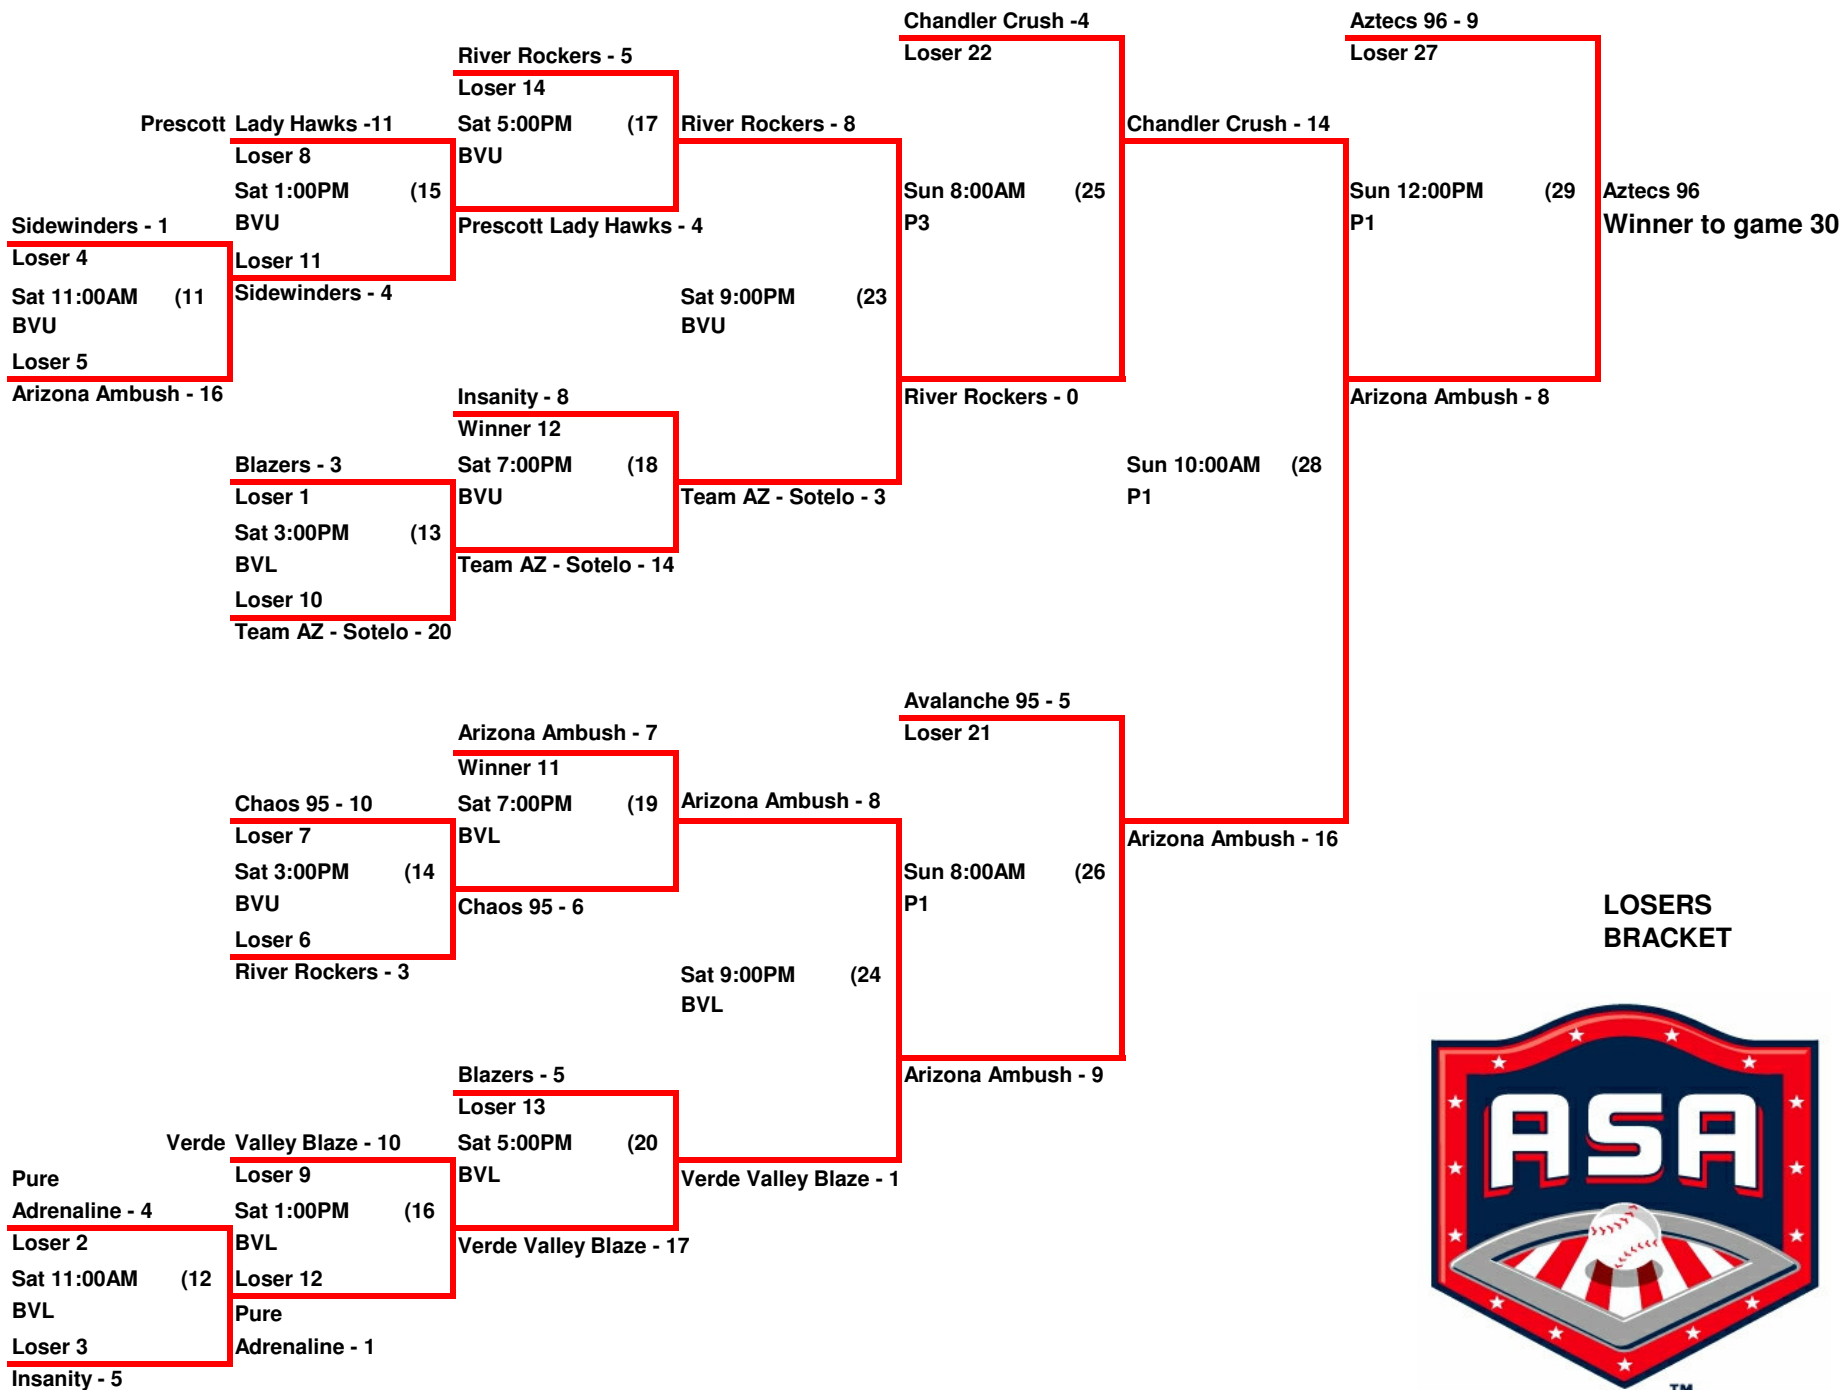 Chandler Crush -4
Loser 22
Aztecs 96 - 9
Loser 27
River Rockers - 5
Loser 14
Sat 5:00PM (17
BVU
Prescott Lady Hawks -11
Loser 8
Sat 1:00PM (15
BVU
Loser 11
Sidewinders - 4
River Rockers - 8
Chandler Crush - 14
Sun 8:00AM (25
P3
Sun 12:00PM (29
P1
Aztecs 96
Winner to game 30
Sidewinders - 1
Loser 4
Sat 11:00AM (11
BVU
Loser 5
Arizona Ambush - 16
Prescott Lady Hawks - 4
Sat 9:00PM (23
BVU
Insanity - 8
Winner 12
Sat 7:00PM (18
BVU
River Rockers - 0
Arizona Ambush - 8
Blazers - 3
Loser 1
Sat 3:00PM (13
BVL
Loser 10
Team AZ - Sotelo - 20
Team AZ - Sotelo - 3
Team AZ - Sotelo - 14
Sun 10:00AM (28
P1
Avalanche 95 - 5
Loser 21
Arizona Ambush - 7
Winner 11
Sat 7:00PM (19
BVL
Chaos 95 - 10
Loser 7
Sat 3:00PM (14
BVU
Loser 6
River Rockers - 3
Arizona Ambush - 8
Arizona Ambush - 16
Sun 8:00AM (26
P1
Chaos 95 - 6
LOSERS
BRACKET
Sat 9:00PM (24
BVL
Blazers - 5
Loser 13
Sat 5:00PM (20
BVL
Arizona Ambush - 9
Verde Valley Blaze - 10
Loser 9
Sat 1:00PM (16
BVL
Loser 12
Pure
Adrenaline - 1
Verde Valley Blaze - 1
Verde Valley Blaze - 17
Pure
Adrenaline - 4
Loser 2
Sat 11:00AM (12
BVL
Loser 3
Insanity - 5
ASA
TM